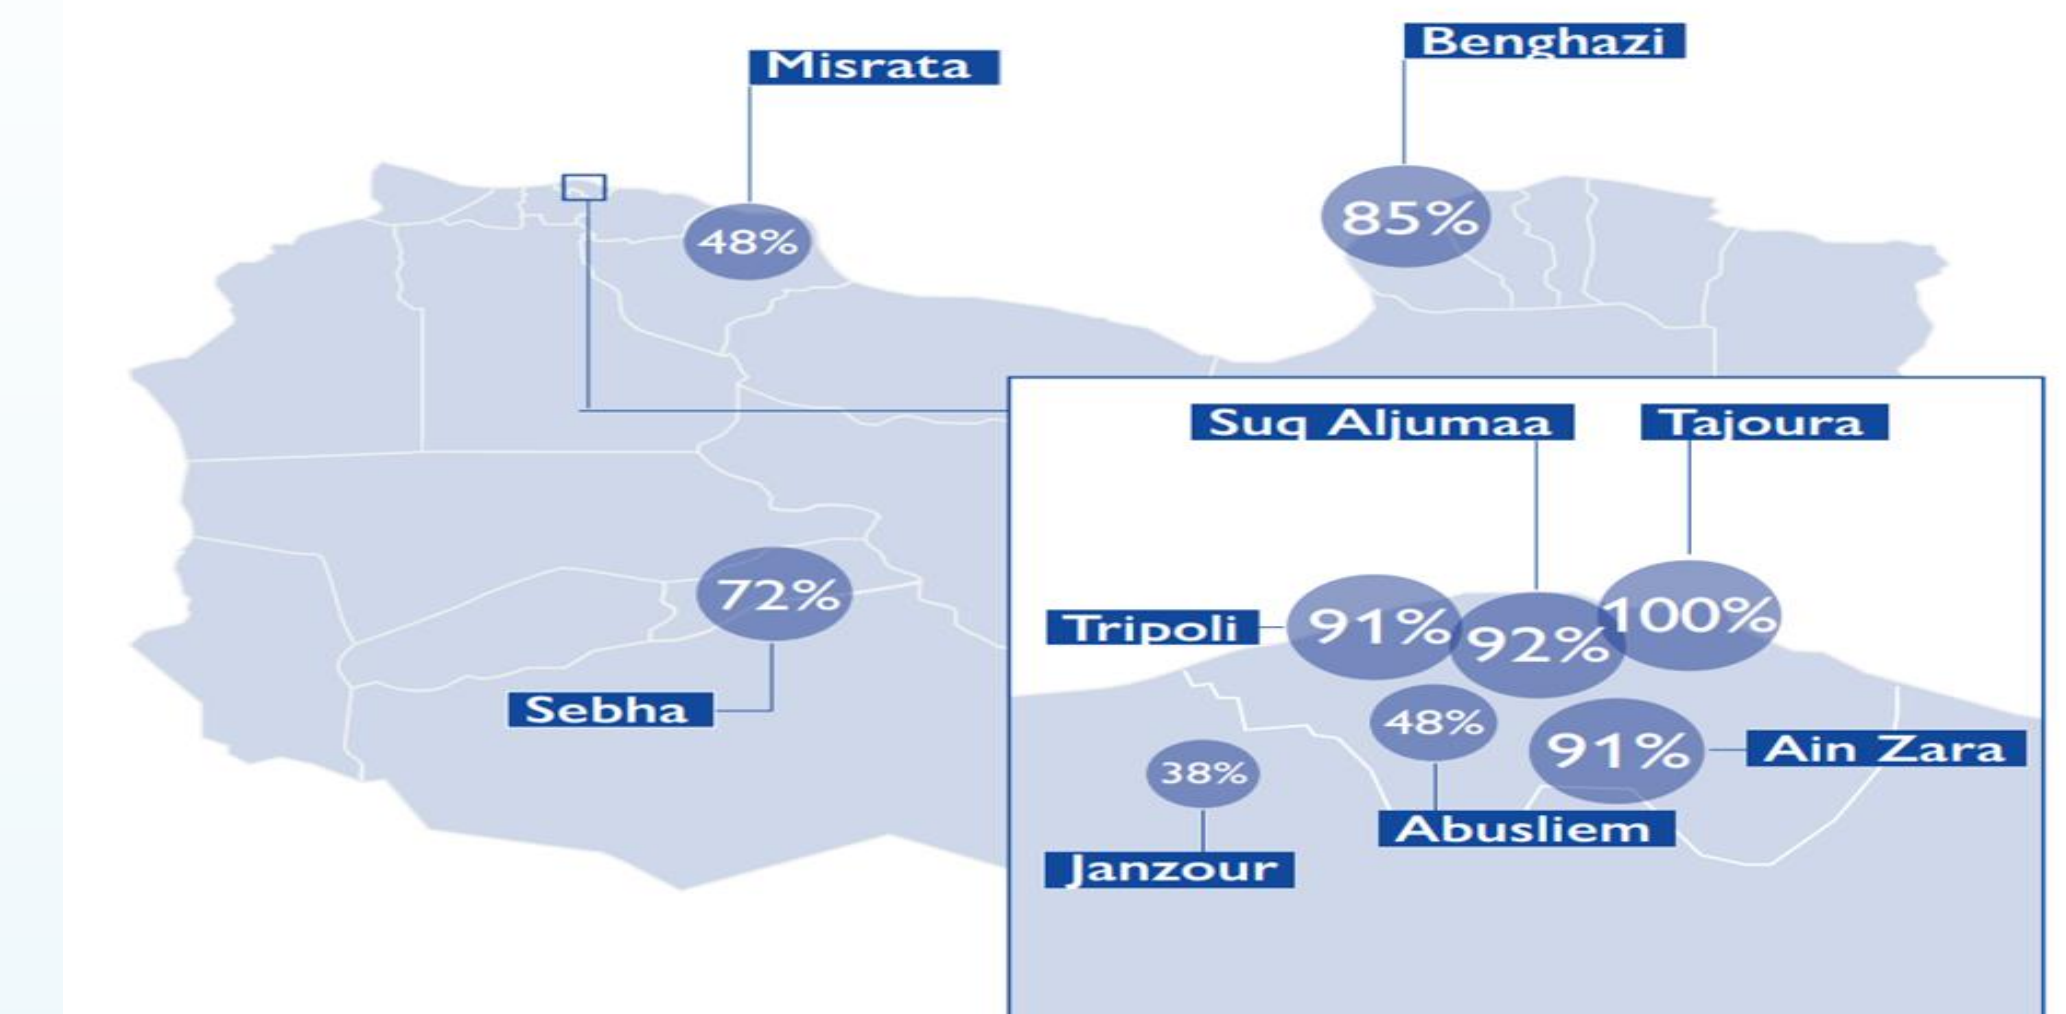 Benghazi
Misrata
85%
48%
Suq Aljumaa
Tajoura
72%
100%
Tripoli
91%
92%
Sebha
48%
91%
Ain Zara
38%
Abusliem
Janzour